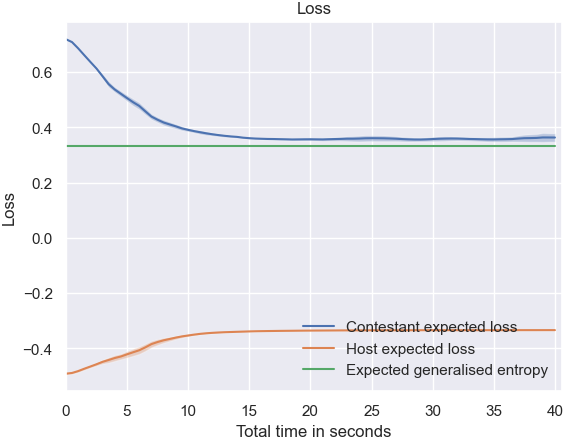 Loss
Loss
0.6
0.4
0.2
0.0
−0.2
−0.4
Contestant expected loss
Host expected loss
Expected generalised entropy
0 5 10 15 20 25 30 35 40
Total time in seconds